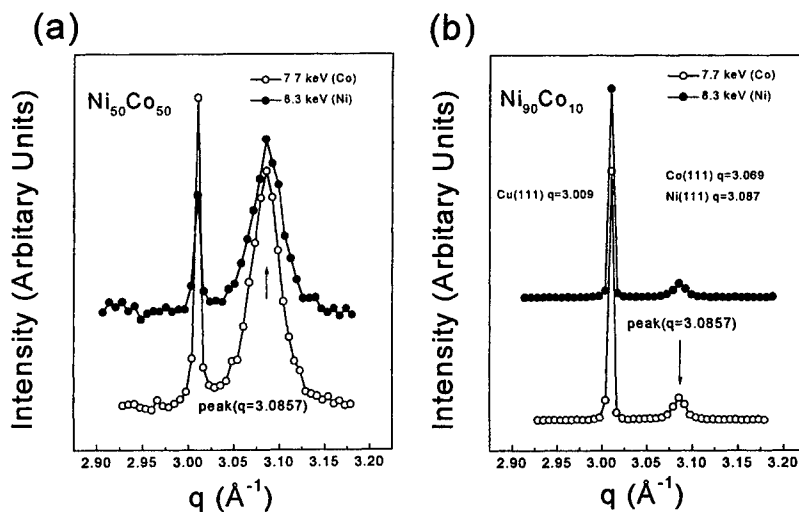 (a)
Ni50Co50
7.7 keV (Co)
8.3 keV (Ni)
peak(q=3.0857)
Intensity (Arbitary Units)
2.90 2.95 3.00 3.05 3.10 3.15 3.20
q (Å-1)
(b)
Ni90Co10
7.7 keV (Co)
8.3 keV (Ni)
Cu(111) q=3.009
Co(111) q=3.069
Ni(111) q=3.087
peak(q=3.0857)
Intensity (Arbitary Units)
2.90 2.95 3.00 3.05 3.10 3.15 3.20
q (Å-1)